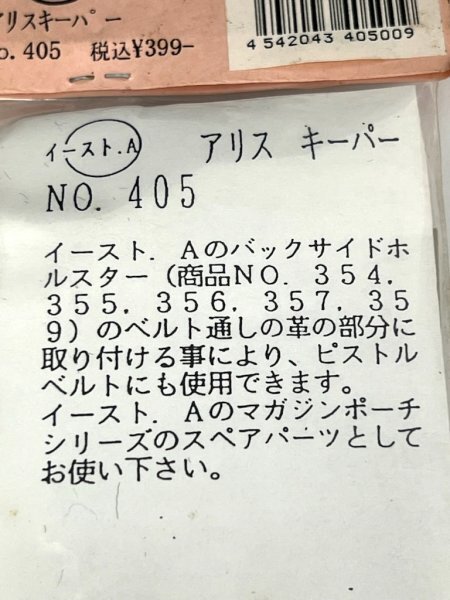 アリスキーパー
No. 405 税込¥399-
4 542043 405009
イースト.A アリス キーパー
NO. 405
イースト. Aのバックサイドホ
ルスター(商品NO. 354,
355, 356, 357, 35
9)のベルト通しの革の部分に
取り付ける事により、ピストル
ベルトにも使用できます。
イースト. Aのマガジンポーチ
シリーズのスペアパーツとして
お使い下さい。